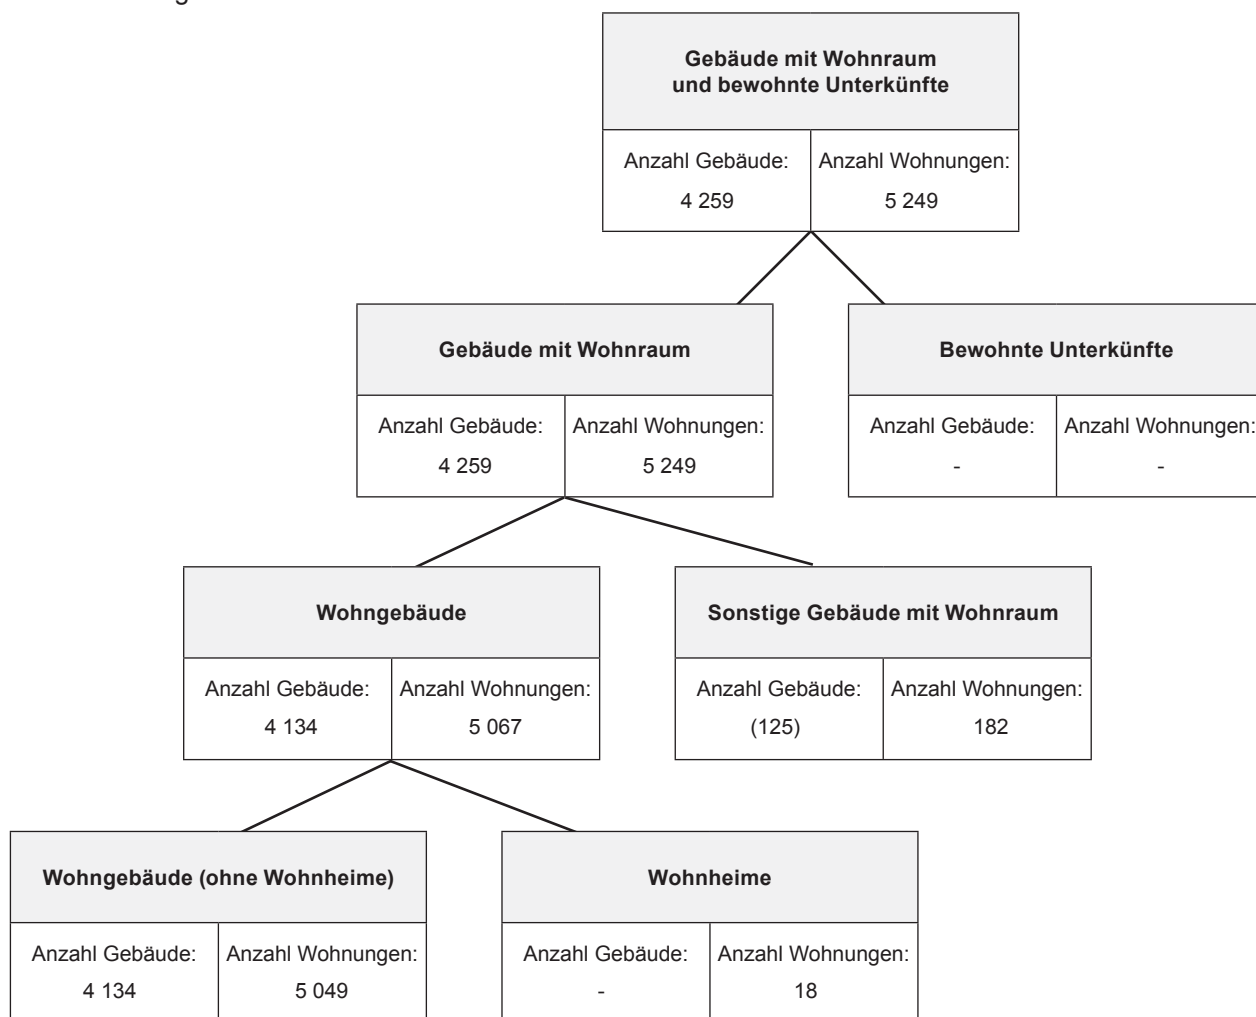 Gebäude mit Wohnraum
und bewohnte Unterkünfte
Anzahl Gebäude: Anzahl Wohnungen:
4 259 5 249
Gebäude mit Wohnraum
Anzahl Gebäude: Anzahl Wohnungen:
4 259 5 249
Bewohnte Unterkünfte
Anzahl Gebäude: Anzahl Wohnungen:
- -
Wohngebäude
Anzahl Gebäude: Anzahl Wohnungen:
4 134 5 067
Sonstige Gebäude mit Wohnraum
Anzahl Gebäude: Anzahl Wohnungen:
(125) 182
Wohngebäude (ohne Wohnheime)
Anzahl Gebäude: Anzahl Wohnungen:
4 134 5 049
Wohnheime
Anzahl Gebäude: Anzahl Wohnungen:
- 18